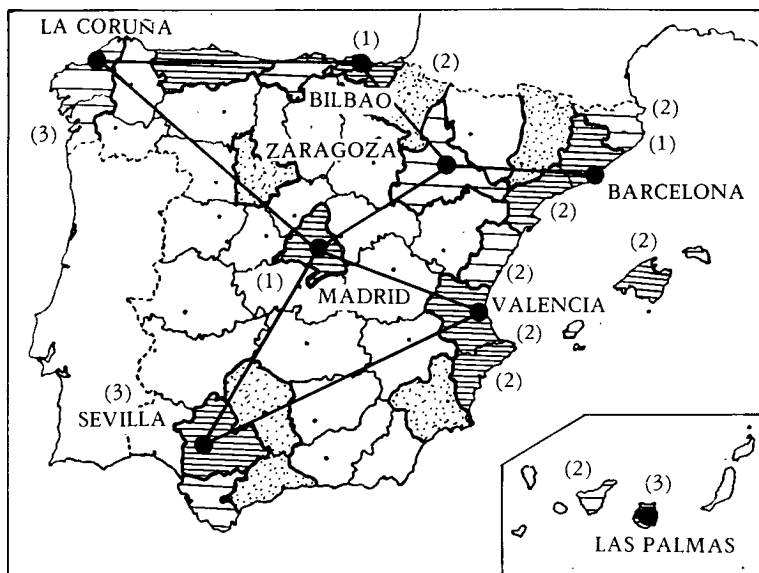 LA CORUÑA
(1)
(2)
BILBAO
(2)
(3)
ZARAGOZA
(1)
BARCELONA
(2)
(2)
(2)
(1)
MADRID
VALENCIA
(2)
(2)
(3)
SEVILLA
(2)
(3)
LAS PALMAS